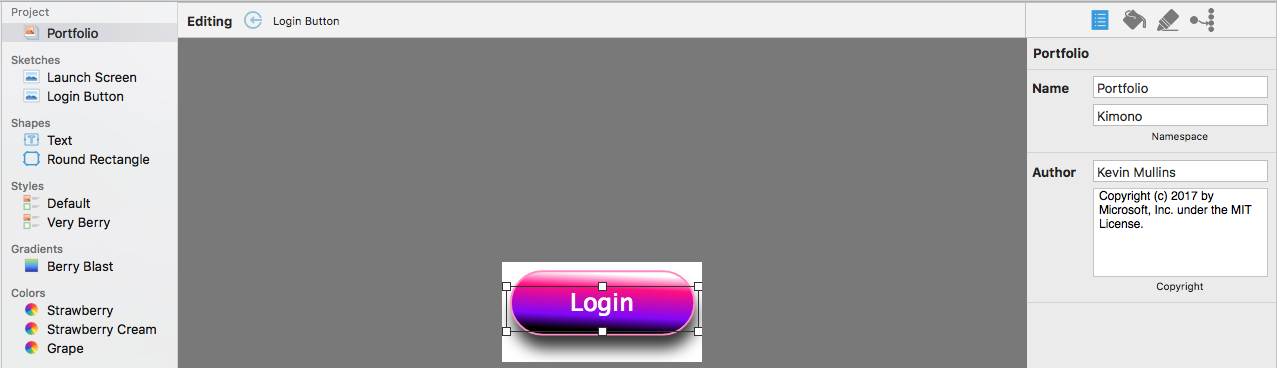 Project
Portfolio
Sketches
Launch Screen
Login Button
Shapes
Text
Round Rectangle
Styles
Default
Very Berry
Gradients
Berry Blast
Colors
Strawberry
Strawberry Cream
Grape
Editing Login Button
Login
Portfolio
Name Portfolio
Kimono
Namespace
Author Kevin Mullins
Copyright (c) 2017 by
Microsoft, Inc. under the MIT
License.
Copyright